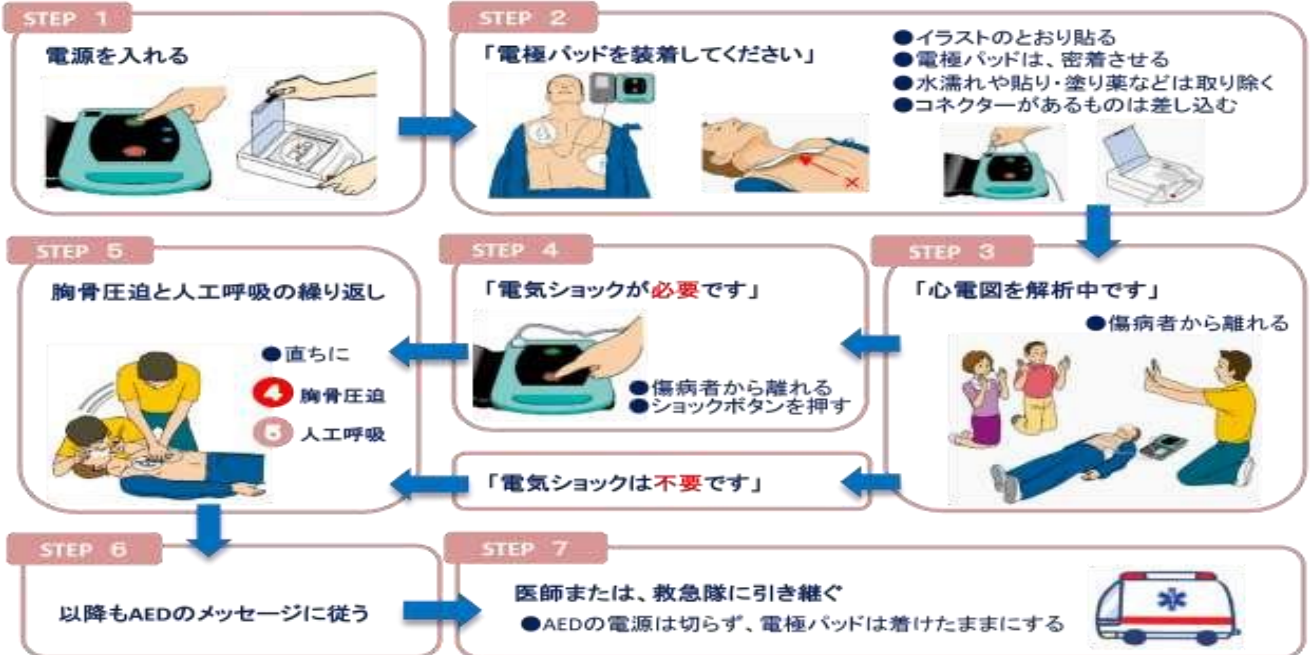 STEP 1
電源を入れる
STEP 2
「電極パッドを装着してください」
●イラストのとおり貼る
●電極パッドは、密着させる
●水濡れや貼り・塗り薬などは取り除く
●コネクターがあるものは差し込む
STEP 3
「心電図を解析中です」
●傷病者から離れる
STEP 4
「電気ショックが必要です」
●傷病者から離れる
●ショックボタンを押す
「電気ショックは不要です」
STEP 5
胸骨圧迫と人工呼吸の繰り返し
●直ちに
4 胸骨圧迫
5 人工呼吸
STEP 6
以降もAEDのメッセージに従う
STEP 7
医師または、救急隊に引き継ぐ
●AEDの電源は切らず、電極パッドは着けたままにする